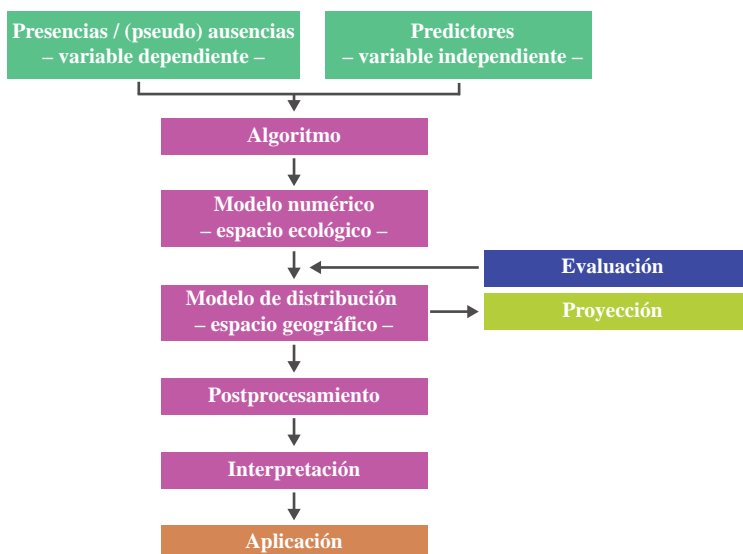 Presencias / (pseudo) ausencias
– variable dependiente –
Predictores
– variable independiente –
Algoritmo
Modelo numérico
– espacio ecológico –
Evaluación
Modelo de distribución
– espacio geográfico –
Proyección
Postprocesamiento
Interpretación
Aplicación